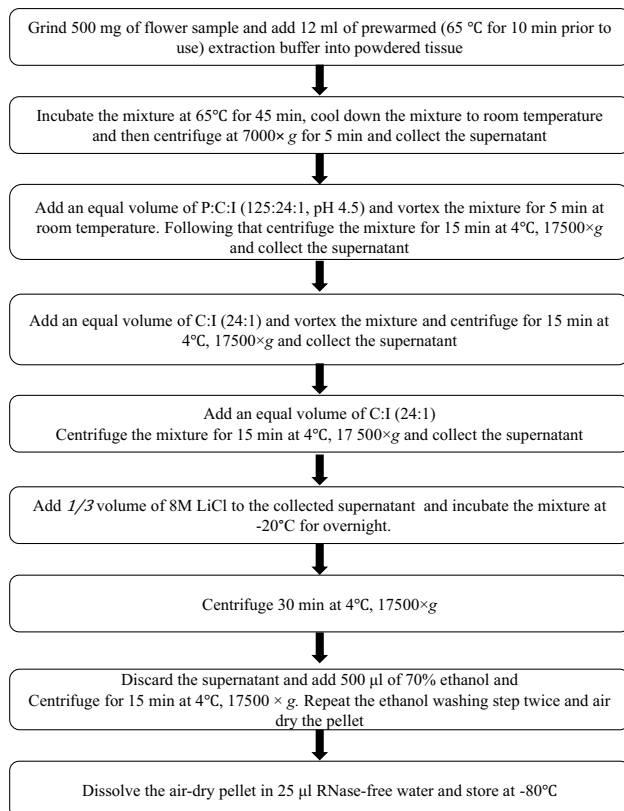 Grind 500 mg of flower sample and add 12 ml of prewarmed (65 °C for 10 min prior to
use) extraction buffer into powdered tissue
Incubate the mixture at 65℃ for 45 min, cool down the mixture to room temperature
and then centrifuge at 7000× g for 5 min and collect the supernatant
Add an equal volume of P:C:I (125:24:1, pH 4.5) and vortex the mixture for 5 min at
room temperature. Following that centrifuge the mixture for 15 min at 4℃, 17500×g
and collect the supernatant
Add an equal volume of C:I (24:1) and vortex the mixture and centrifuge for 15 min at
4℃, 17500×g and collect the supernatant
Add an equal volume of C:I (24:1)
Centrifuge the mixture for 15 min at 4℃, 17 500×g and collect the supernatant
Add 1/3 volume of 8M LiCl to the collected supernatant and incubate the mixture at
-20°C for overnight.
Centrifuge 30 min at 4℃, 17500×g
Discard the supernatant and add 500 μl of 70% ethanol and
Centrifuge for 15 min at 4℃, 17500 × g. Repeat the ethanol washing step twice and air
dry the pellet
Dissolve the air-dry pellet in 25 μl RNase-free water and store at -80℃